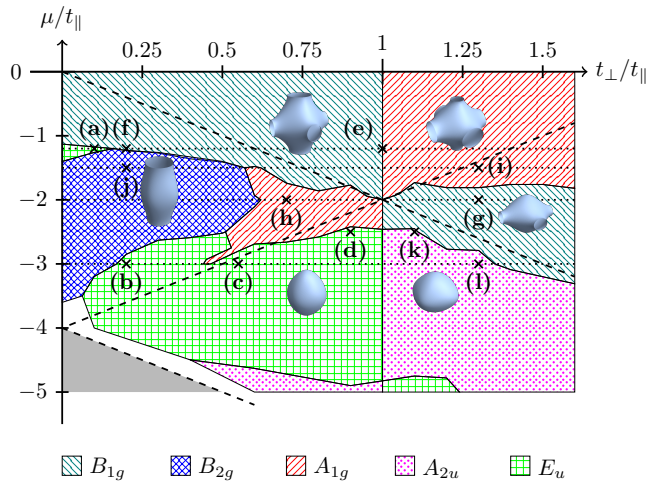 μ/t∥
0.25 0.5 0.75 1 1.25 1.5 t⊥/t∥
0
−1
(a) (f) (e)
(j) (i)
−2
(h) (g)
(d) (k)
−3
(b) (c) (l)
−4
−5
B1g B2g A1g A2u Eu